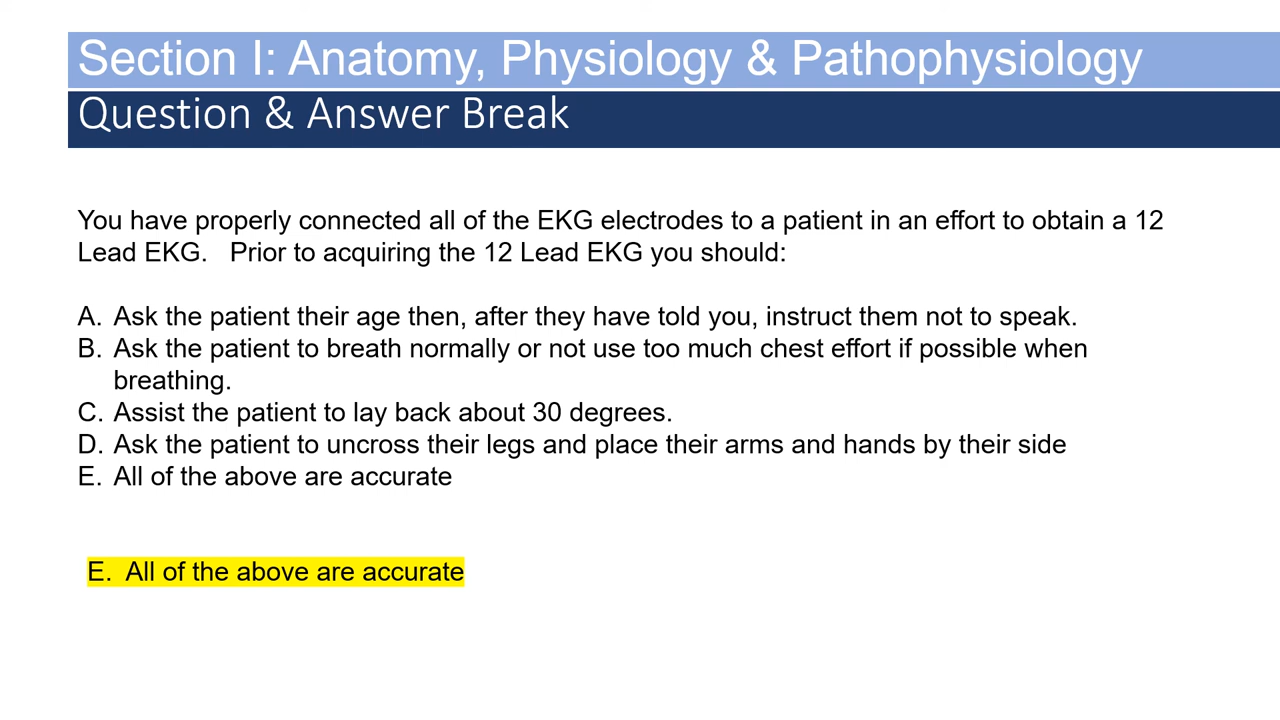 Section I: Anatomy, Physiology & Pathophysiology
Question & Answer Break
You have properly connected all of the EKG electrodes to a patient in an effort to obtain a 12
Lead EKG.   Prior to acquiring the 12 Lead EKG you should:
A. Ask the patient their age then, after they have told you, instruct them not to speak.
B. Ask the patient to breath normally or not use too much chest effort if possible when
breathing.
C. Assist the patient to lay back about 30 degrees.
D. Ask the patient to uncross their legs and place their arms and hands by their side
E. All of the above are accurate
E. All of the above are accurate